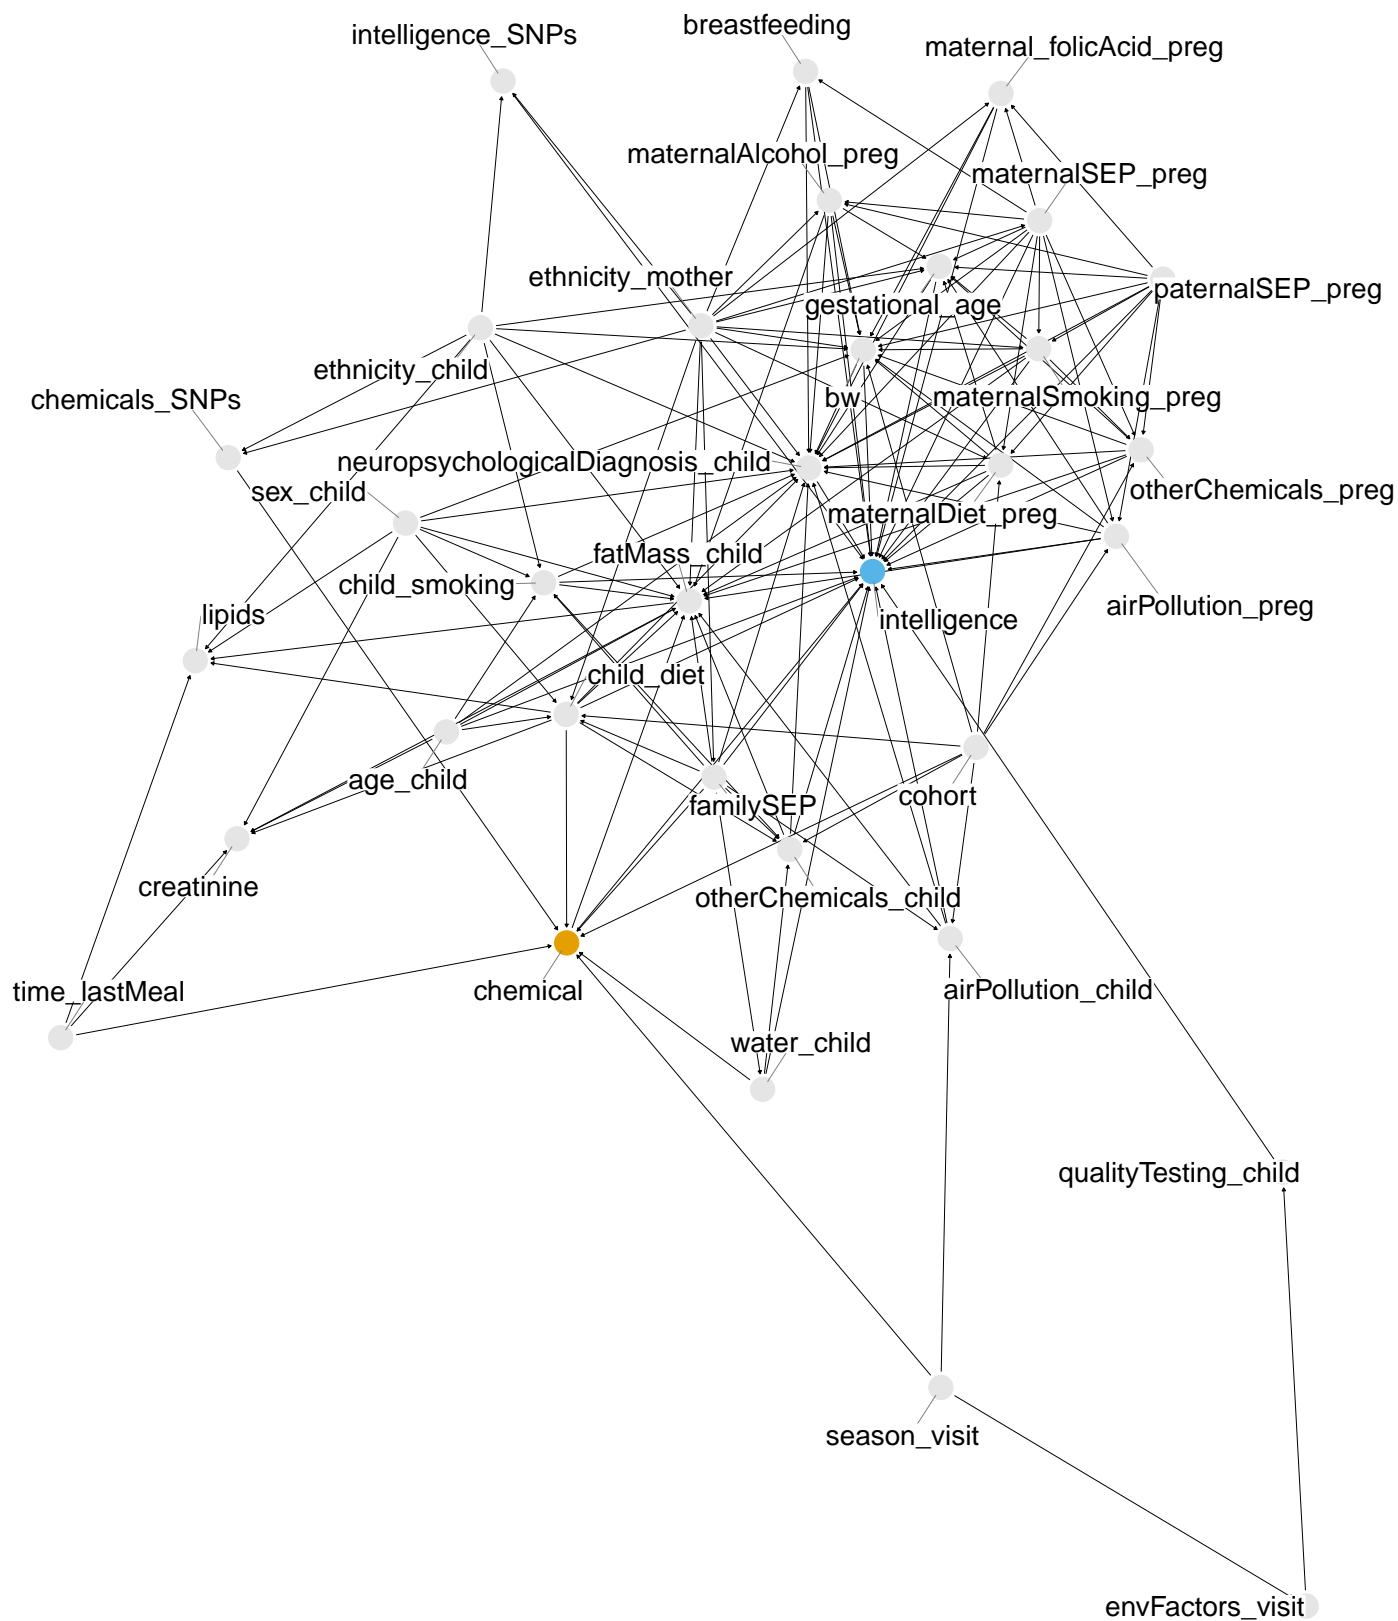 breastfeeding
intelligence_SNPs
maternal_folicAcid_preg
maternalAlcohol_preg
maternalSEP_preg
ethnicity_mother
paternalSEP_preg
gestational_age
ethnicity_child
chemicals_SNPs
bw
maternalSmoking_preg
neuropsychologicalDiagnosis_child
sex_child
otherChemicals_preg
maternalDiet_preg
fatMass_child
child_smoking
airPollution_preg
lipids
intelligence
child_diet
age_child
cohort
familySEP
creatinine
otherChemicals_child
time_lastMeal
chemical
airPollution_child
water_child
qualityTesting_child
season_visit
envFactors_visit